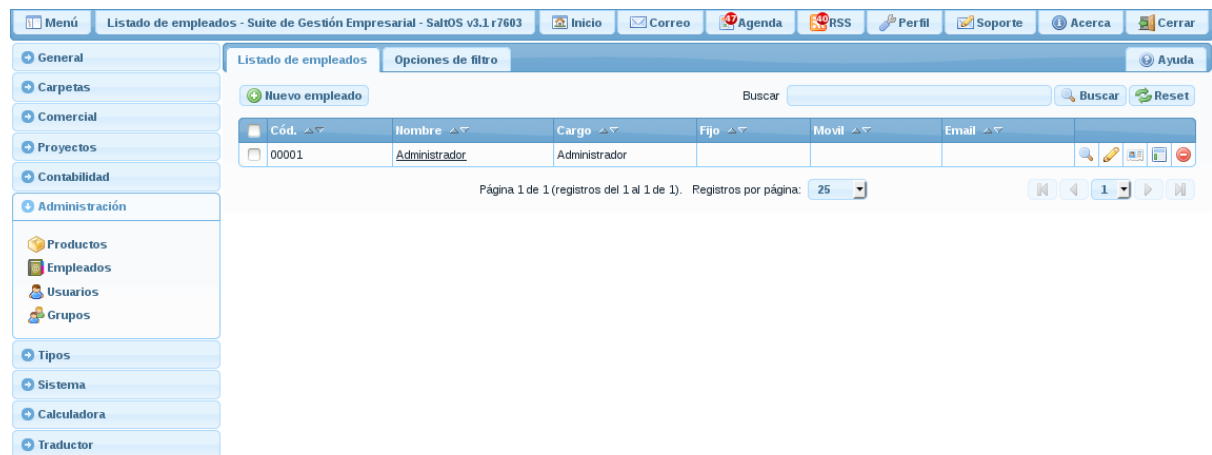 Menú Listado de empleados - Suite de Gestión Empresarial - SaltOS v3.1 r7603 Inicio Correo 47 Agenda 40 RSS Perfil Soporte Acerca Cerrar
General
Carpetas
Comercial
Proyectos
Contabilidad
Administración
Productos
Empleados
Usuarios
Grupos
Tipos
Sistema
Calculadora
Traductor
Listado de empleados Opciones de filtro Ayuda
Nuevo empleado Buscar Buscar Reset
Cód. Nombre Cargo Fijo Movil Email
00001 Administrador Administrador
Página 1 de 1 (registros del 1 al 1 de 1). Registros por página: 25 1